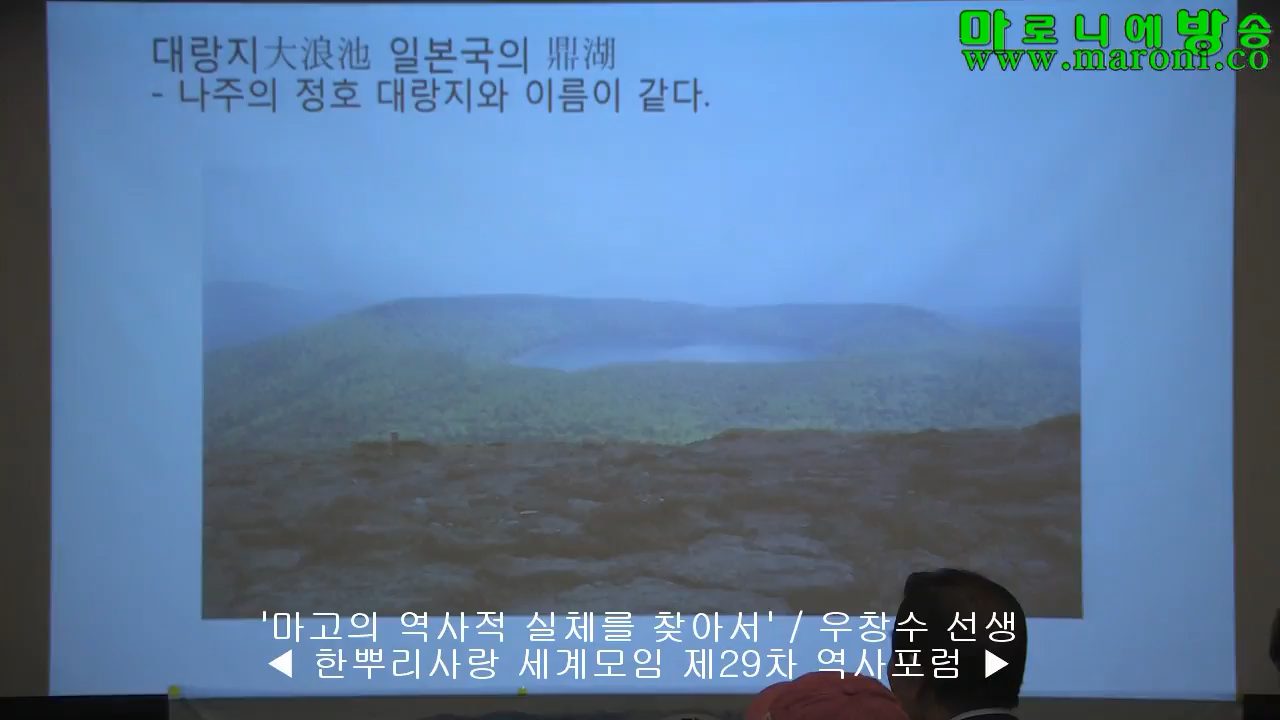 마로니에방송
www.maroni.co
대랑지大浪池 일본국의 鼎湖
- 나주의 정호 대랑지와 이름이 같다.
'마고의 역사적 실체를 찾아서' / 우창수 선생
◀ 한뿌리사랑 세계모임 제29차 역사포럼 ▶